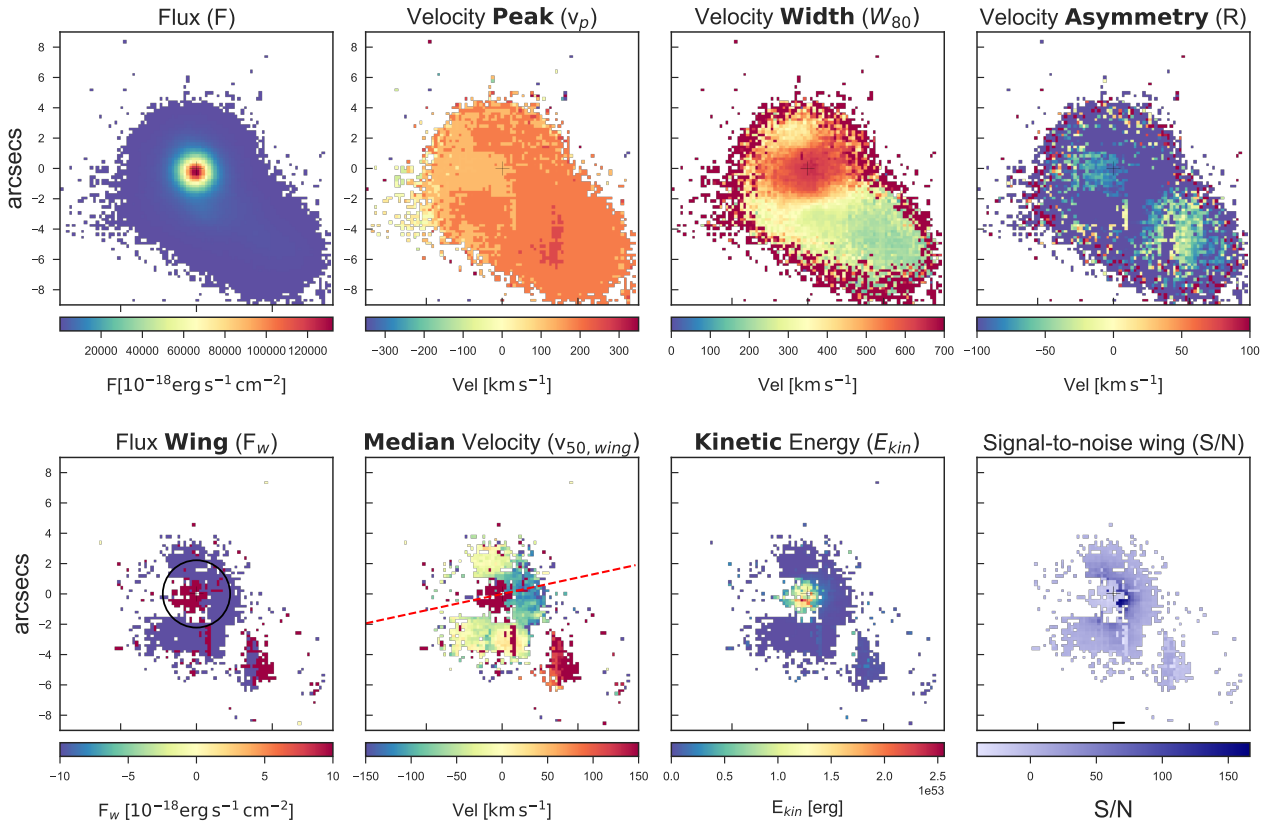 Flux (F)
Velocity Peak (v_p)
Velocity Width (W_80)
Velocity Asymmetry (R)
arcsecs
8
6
4
2
0
−2
−4
−6
−8
20000 40000 60000 80000 100000 120000
F[10^−18 erg s^−1 cm^−2]
−300 −200 −100 0 100 200 300
Vel [km s^−1]
0 100 200 300 400 500 600 700
Vel [km s^−1]
−100 −50 0 50 100
Vel [km s^−1]
Flux Wing (F_w)
Median Velocity (v_50, wing)
Kinetic Energy (E_kin)
Signal-to-noise wing (S/N)
arcsecs
8
6
4
2
0
−2
−4
−6
−8
−10 −5 0 5 10
F_w [10^−18 erg s^−1 cm^−2]
−150 −100 −50 0 50 100 150
Vel [km s^−1]
0.0 0.5 1.0 1.5 2.0 2.5
1e53
E_kin [erg]
0 50 100 150
S/N